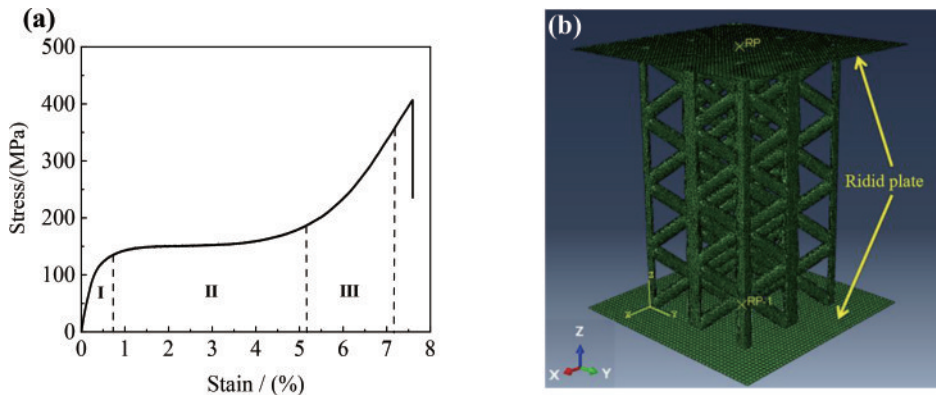 (a)
500
400
300
200
100
0
Stress/(MPa)
I
II
III
0 1 2 3 4 5 6 7 8
Stain / (%)
(b)
RP
Ridid plate
RP-1
Z
X
Y